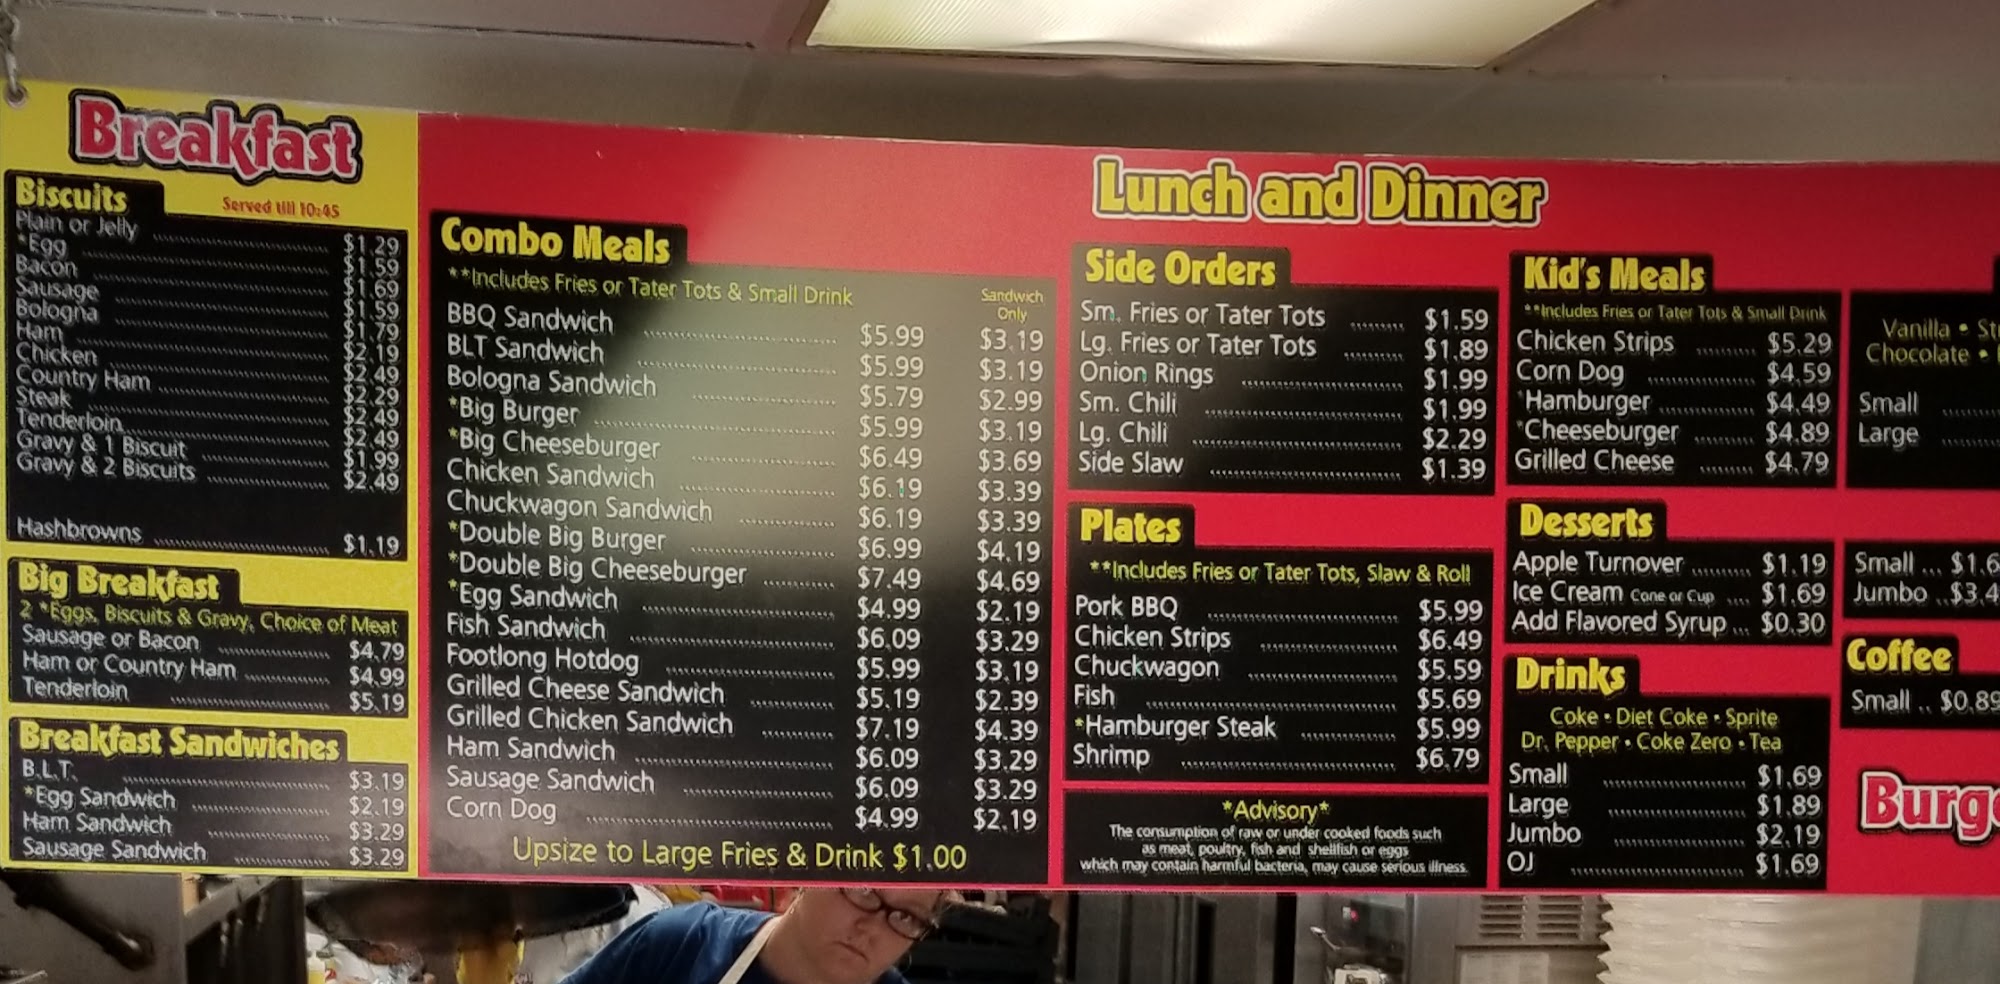 Breakfast
Served till 10:45
Biscuits
Plain or Jelly $1.29
*Egg $1.59
Bacon $1.69
Sausage $1.59
Bologna $1.79
Ham $2.19
Chicken $2.49
Country Ham $2.29
Steak $2.49
Tenderloin $2.49
Gravy & 1 Biscuit $1.99
Gravy & 2 Biscuits $2.49
Hashbrowns $1.19
Big Breakfast
2 *Eggs, Biscuits & Gravy, Choice of Meat
Sausage or Bacon $4.79
Ham or Country Ham $4.99
Tenderloin $5.19
Breakfast Sandwiches
B.L.T. $3.19
*Egg Sandwich $2.19
Ham Sandwich $3.29
Sausage Sandwich $3.29
Lunch and Dinner
Combo Meals
**Includes Fries or Tater Tots & Small Drink
Sandwich
Only
BBQ Sandwich $5.99 $3.19
BLT Sandwich $5.99 $3.19
Bologna Sandwich $5.79 $2.99
*Big Burger $5.99 $3.19
*Big Cheeseburger $6.49 $3.69
Chicken Sandwich $6.19 $3.39
Chuckwagon Sandwich $6.19 $3.39
*Double Big Burger $6.99 $4.19
*Double Big Cheeseburger $7.49 $4.69
*Egg Sandwich $4.99 $2.19
Fish Sandwich $6.09 $3.29
Footlong Hotdog $5.99 $3.19
Grilled Cheese Sandwich $5.19 $2.39
Grilled Chicken Sandwich $7.19 $4.39
Ham Sandwich $6.09 $3.29
Sausage Sandwich $6.09 $3.29
Corn Dog $4.99 $2.19
Upsize to Large Fries & Drink $1.00
Side Orders
Sm. Fries or Tater Tots $1.59
Lg. Fries or Tater Tots $1.89
Onion Rings $1.99
Sm. Chili $1.99
Lg. Chili $2.29
Side Slaw $1.39
Plates
**Includes Fries or Tater Tots, Slaw & Roll
Pork BBQ $5.99
Chicken Strips $6.49
Chuckwagon $5.59
Fish $5.69
*Hamburger Steak $5.99
Shrimp $6.79
*Advisory*
The consumption of raw or under cooked foods such
as meat, poultry, fish and shellfish or eggs
which may contain harmful bacteria, may cause serious illness.
Kid's Meals
**Includes Fries or Tater Tots & Small Drink
Chicken Strips $5.29
Corn Dog $4.59
*Hamburger $4.49
*Cheeseburger $4.89
Grilled Cheese $4.79
Desserts
Apple Turnover $1.19
Ice Cream Cone or Cup $1.69
Add Flavored Syrup $0.30
Drinks
Coke • Diet Coke • Sprite
Dr. Pepper • Coke Zero • Tea
Small $1.69
Large $1.89
Jumbo $2.19
OJ $1.69
Vanilla • St
Chocolate •
Small
Large
Small ... $1.6
Jumbo .. $3.4
Coffee
Small .. $0.89
Burge